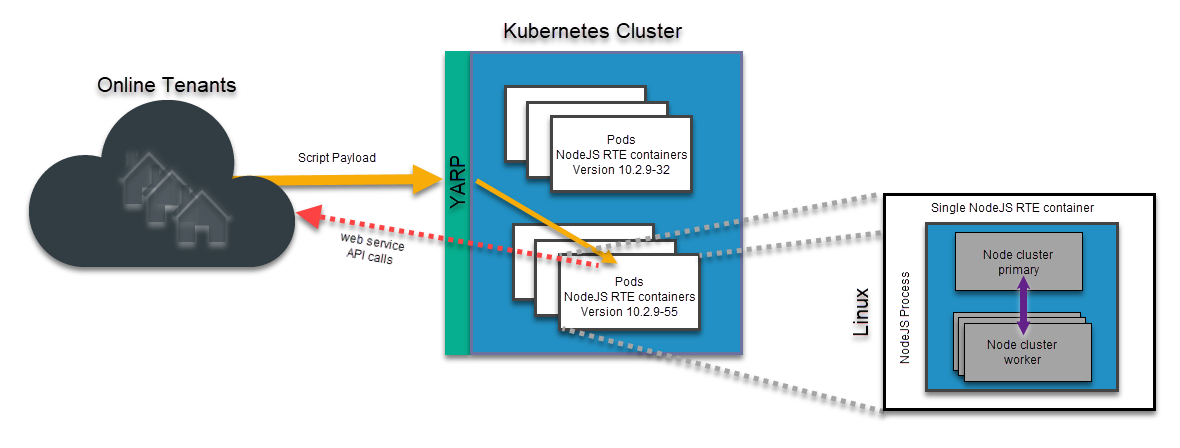 Kubernetes Cluster
Online Tenants
Script Payload
YARP
web service
API calls
Pods
NodeJS RTE containers
Version 10.2.9-32
Pods
NodeJS RTE containers
Version 10.2.9-55
Linux
Single NodeJS RTE container
NodeJS Process
Node cluster
primary
Node cluster
worker